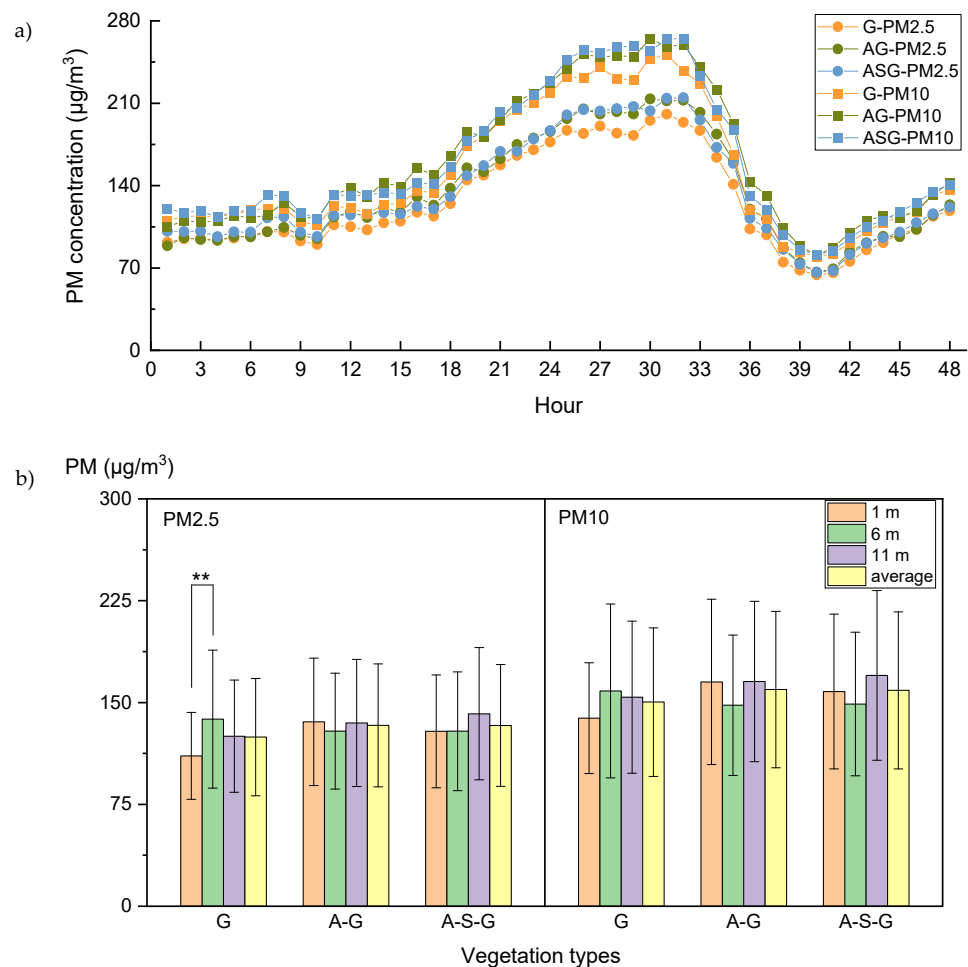 a)
PM concentration (µg/m³)
280
210
140
70
0
0 3 6 9 12 15 18 21 24 27 30 33 36 39 42 45 48
Hour
G-PM2.5
AG-PM2.5
ASG-PM2.5
G-PM10
AG-PM10
ASG-PM10
b)
PM (µg/m³)
300
225
150
75
0
PM2.5
**
PM10
1 m
6 m
11 m
average
G A-G A-S-G G A-G A-S-G
Vegetation types